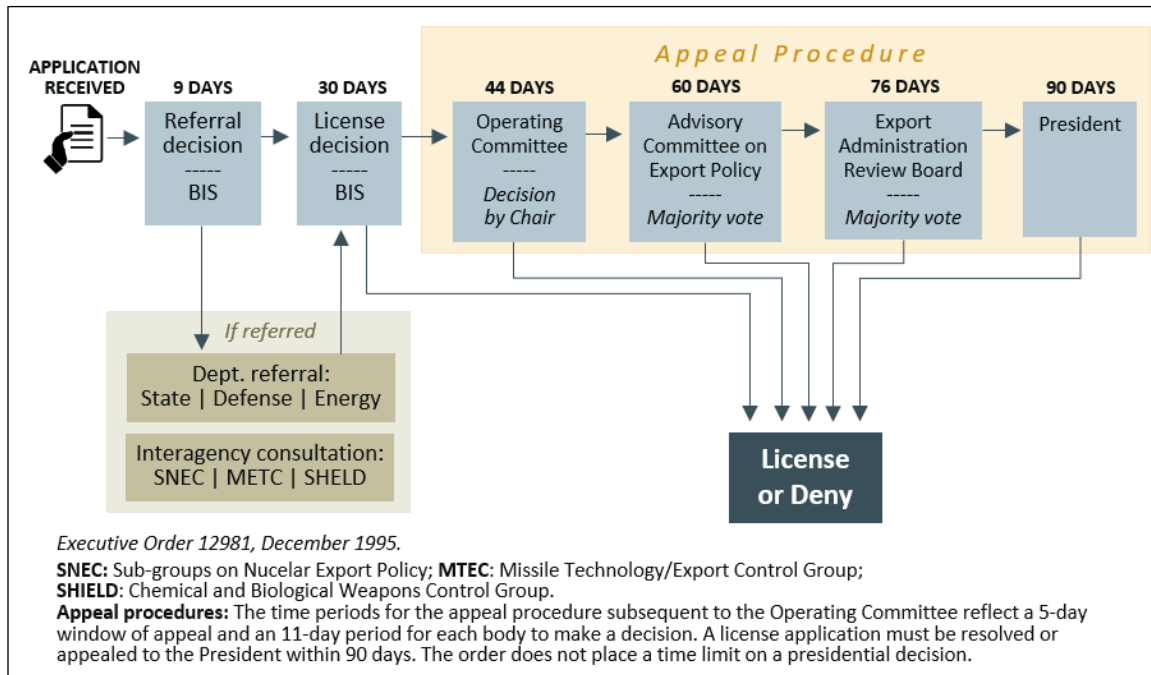 Appeal Procedure
APPLICATION
RECEIVED
9 DAYS
30 DAYS
44 DAYS
60 DAYS
76 DAYS
90 DAYS
Referral
decision
-----
BIS
License
decision
-----
BIS
Operating
Committee
-----
Decision
by Chair
Advisory
Committee on
Export Policy
-----
Majority vote
Export
Administration
Review Board
-----
Majority vote
President
If referred
Dept. referral:
State | Defense | Energy
Interagency consultation:
SNEC | METC | SHELD
License
or Deny
Executive Order 12981, December 1995.
SNEC: Sub-groups on Nucelar Export Policy; MTEC: Missile Technology/Export Control Group;
SHIELD: Chemical and Biological Weapons Control Group.
Appeal procedures: The time periods for the appeal procedure subsequent to the Operating Committee reflect a 5-day
window of appeal and an 11-day period for each body to make a decision. A license application must be resolved or
appealed to the President within 90 days. The order does not place a time limit on a presidential decision.